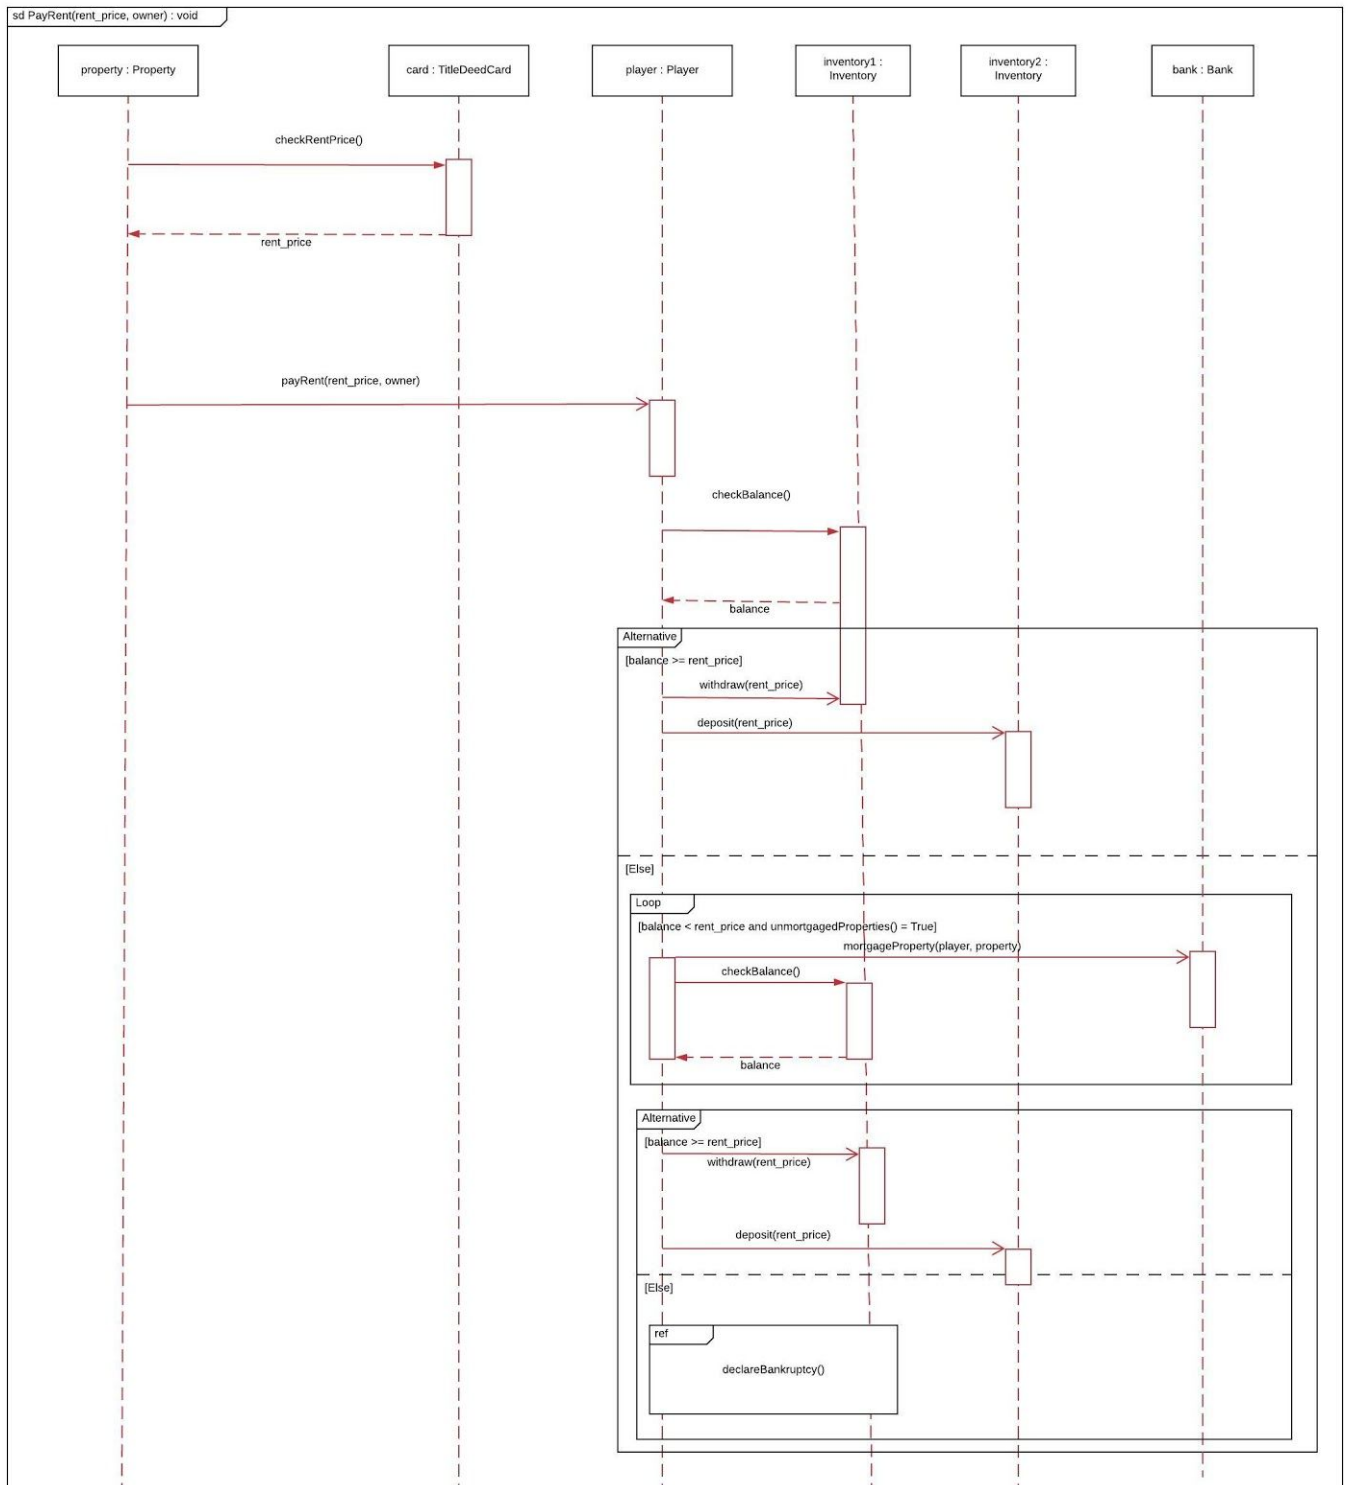 sd PayRent(rent_price, owner) : void
property : Property
card : TitleDeedCard
player : Player
inventory1 :
Inventory
inventory2 :
Inventory
bank : Bank
checkRentPrice()
rent_price
payRent(rent_price, owner)
checkBalance()
balance
Alternative
[balance >= rent_price]
withdraw(rent_price)
deposit(rent_price)
[Else]
Loop
[balance < rent_price and unmortgagedProperties() = True]
mortgageProperty(player, property)
checkBalance()
balance
Alternative
[balance >= rent_price]
withdraw(rent_price)
deposit(rent_price)
[Else]
ref
declareBankruptcy()